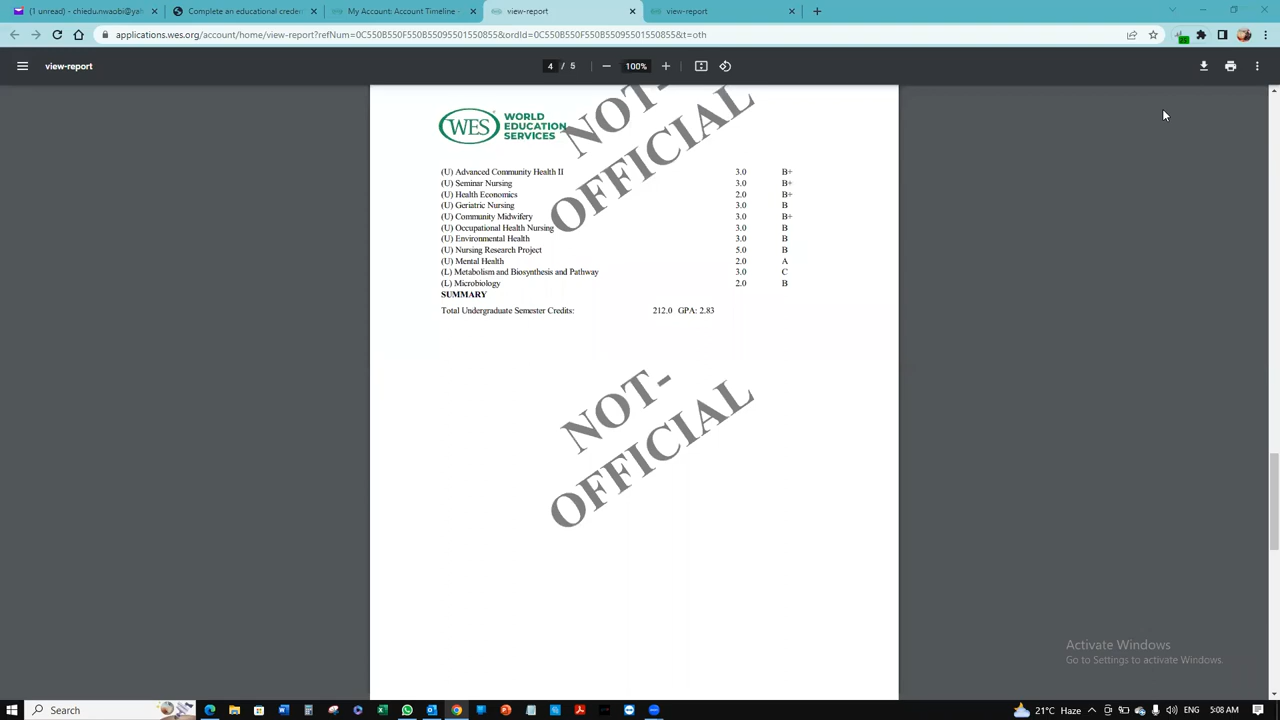 (1 unread) - chiedu.nwaobi@ya
Complete an educational creden
My Account: Account Timeline -
view-report
view-report
applications.wes.org/account/home/view-report?refNum=0C550B550F550B55095501550855&ordId=0C550B550F550B55095501550855&t=oth
view-report
4 / 5
100%
WES WORLD EDUCATION SERVICES
NOT-OFFICIAL
(U) Advanced Community Health II 3.0 B+
(U) Seminar Nursing 3.0 B+
(U) Health Economics 2.0 B+
(U) Geriatric Nursing 3.0 B
(U) Community Midwifery 3.0 B+
(U) Occupational Health Nursing 3.0 B
(U) Environmental Health 3.0 B
(U) Nursing Research Project 5.0 B
(U) Mental Health 2.0 A
(L) Metabolism and Biosynthesis and Pathway 3.0 C
(L) Microbiology 2.0 B
SUMMARY
Total Undergraduate Semester Credits: 212.0 GPA: 2.83
NOT-OFFICIAL
Activate Windows
Go to Settings to activate Windows.
Search
21°C Haze
5:08 AM